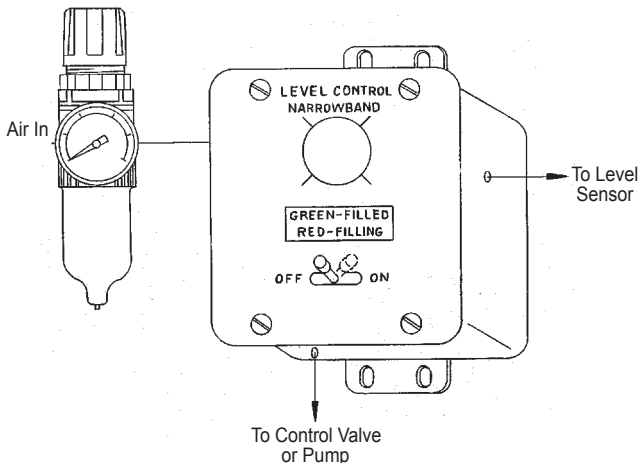 LEVEL CONTROL
NARROWBAND
Air In
To Level
Sensor
GREEN-FILLED
RED-FILLING
OFF ON
To Control Valve
or Pump